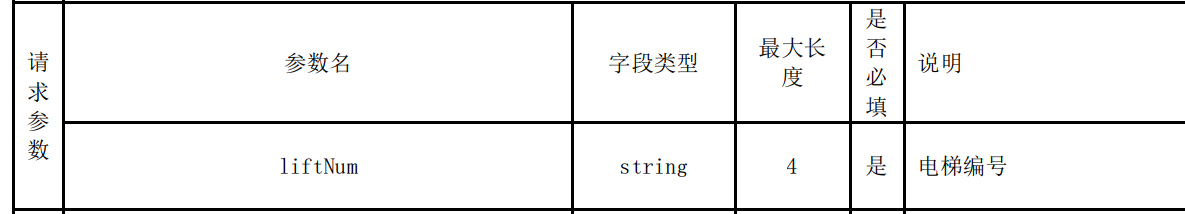 请求参数
参数名
字段类型
最大长度
是否必填
说明
liftNum
string
4
是
电梯编号